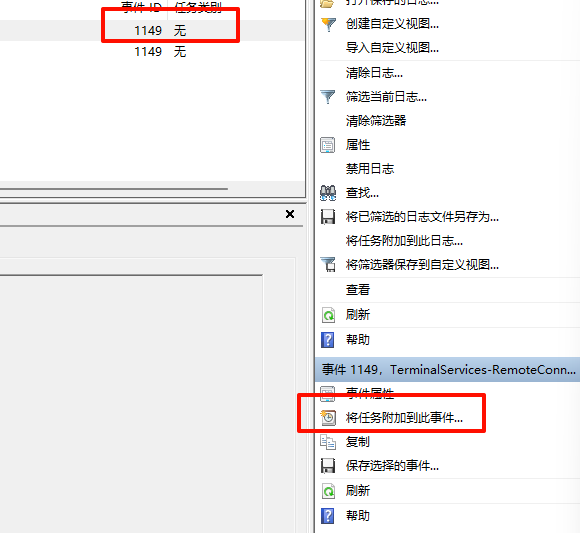 事件 ID 任务类别
1149 无
1149 无
打开保存的日志...
创建自定义视图...
导入自定义视图...
清除日志...
筛选当前日志...
清除筛选器
属性
禁用日志
查找...
将已筛选的日志文件另存为...
将任务附加到此日志...
将筛选器保存到自定义视图...
查看
刷新
帮助
事件 1149，TerminalServices-RemoteConn...
事件属性
将任务附加到此事件...
复制
保存选择的事件...
刷新
帮助